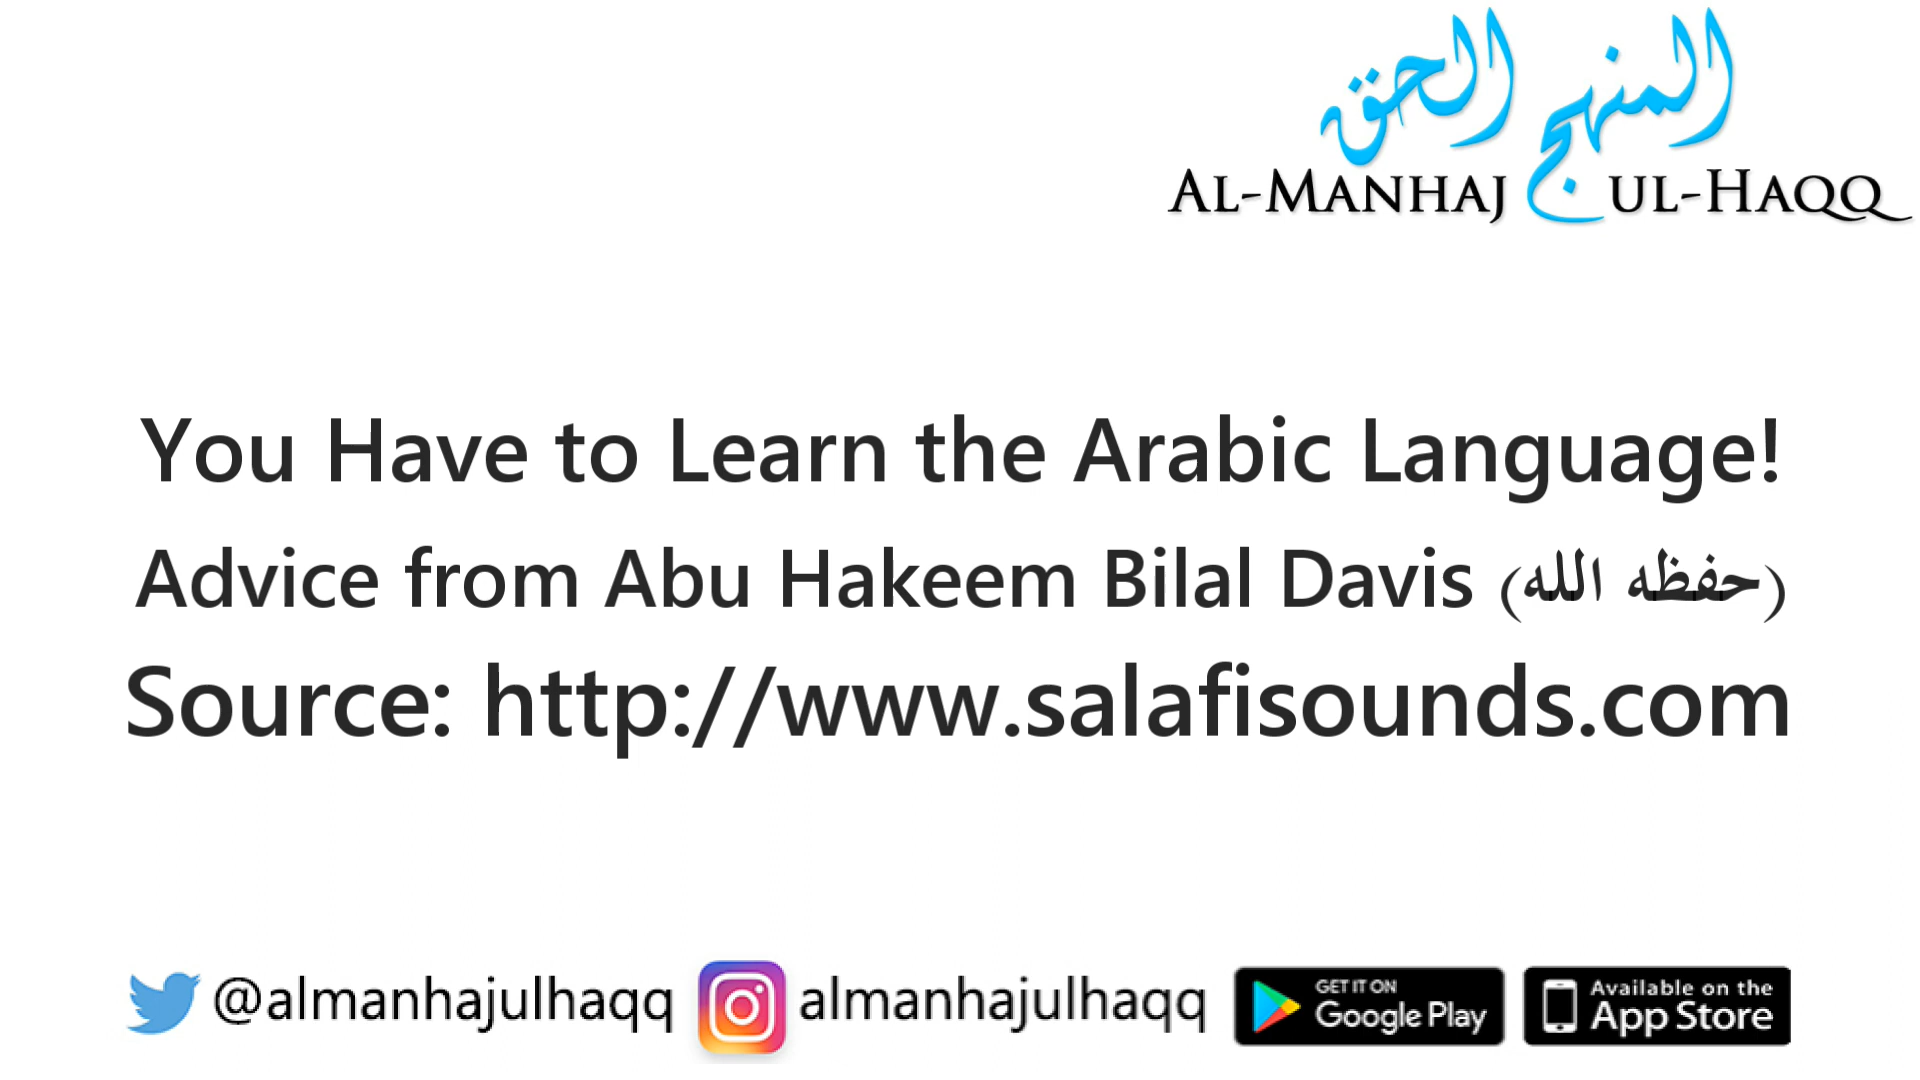 المنهج الحق
AL-MANHAJ UL-HAQQ
You Have to Learn the Arabic Language!
Advice from Abu Hakeem Bilal Davis (حفظه الله)
Source: http://www.salafisounds.com
@almanhajulhaqq almanhajulhaqq GET IT ON Google Play Available on the App Store